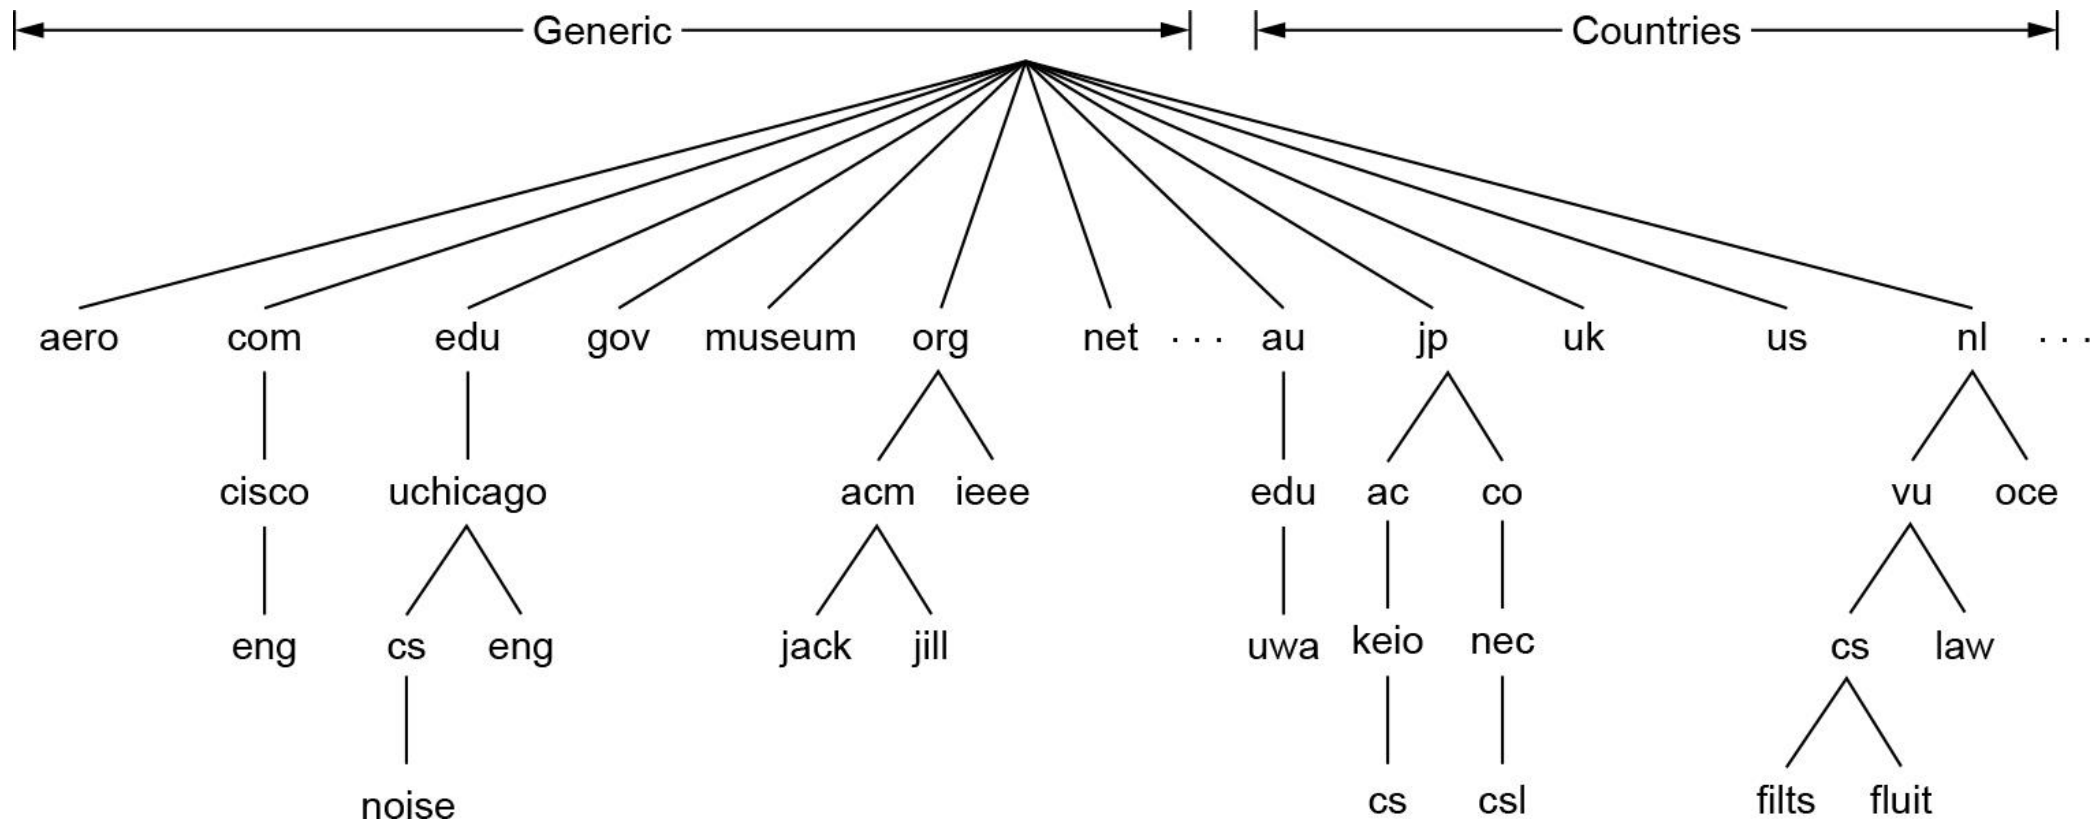 Generic Countries
aero com edu gov museum org net . . . au jp uk us nl . . .
cisco uchicago acm ieee edu ac co vu oce
eng cs eng jack jill uwa keio nec cs law
noise cs csl filts fluit